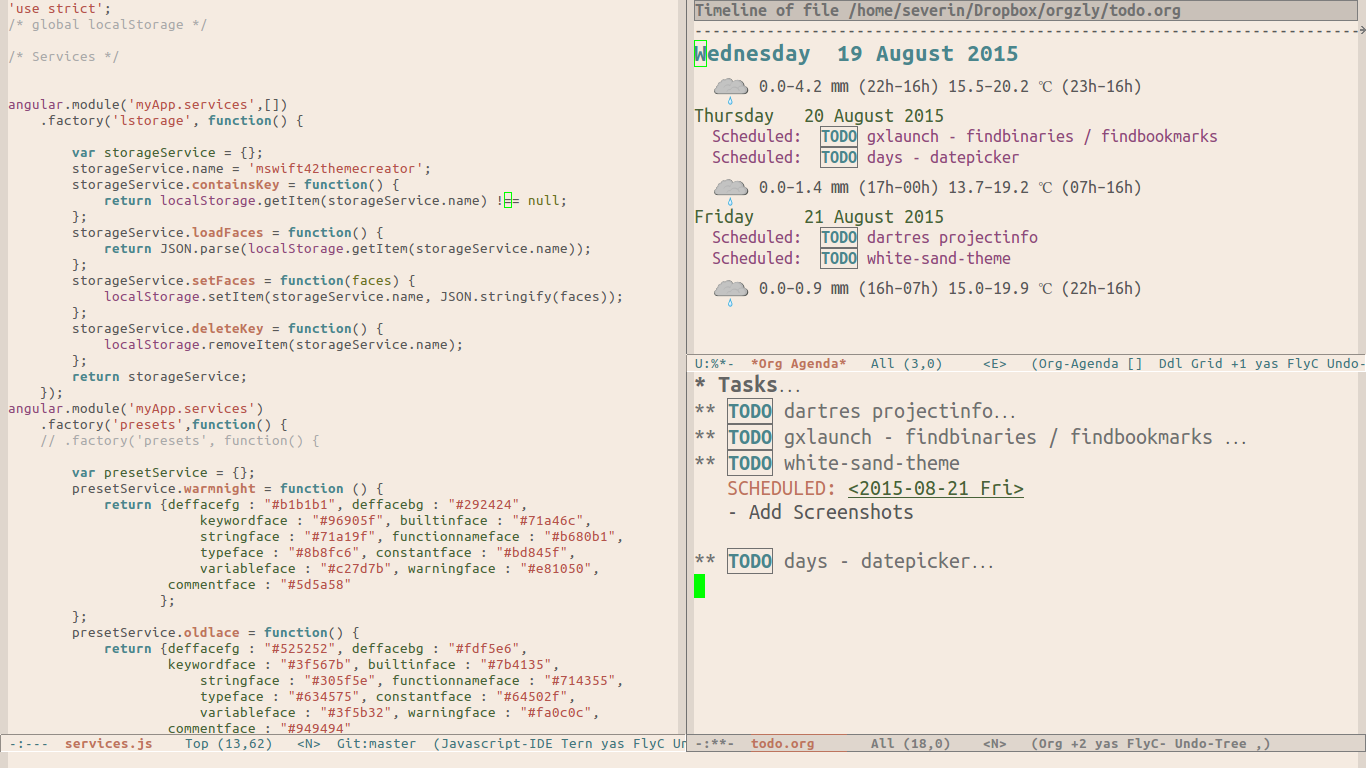 'use strict';
/* global localStorage */
/* Services */
angular.module('myApp.services',[])
    .factory('lstorage', function() {
        var storageService = {};
        storageService.name = 'mswift42themecreator';
        storageService.containsKey = function() {
            return localStorage.getItem(storageService.name) !== null;
        };
        storageService.loadFaces = function() {
            return JSON.parse(localStorage.getItem(storageService.name));
        };
        storageService.setFaces = function(faces) {
            localStorage.setItem(storageService.name, JSON.stringify(faces));
        };
        storageService.deleteKey = function() {
            localStorage.removeItem(storageService.name);
        };
        return storageService;
    });
angular.module('myApp.services')
    .factory('presets',function() {
    // .factory('presets', function() {
        var presetService = {};
        presetService.warmnight = function () {
            return {deffacefg : "#b1b1b1", deffacebg : "#292424",
                        keywordface : "#96905f", builtinface : "#71a46c",
                        stringface : "#71a19f", functionnameface : "#b680b1",
                        typeface : "#8b8fc6", constantface : "#bd845f",
                        variableface : "#c27d7b", warningface : "#e81050",
                    commentface : "#5d5a58"
                   };
        };
        presetService.oldlace = function() {
            return {deffacefg : "#525252", deffacebg : "#fdf5e6",
                    keywordface : "#3f567b", builtinface : "#7b4135",
                        stringface : "#305f5e", functionnameface : "#714355",
                        typeface : "#634575", constantface : "#64502f",
                        variableface : "#3f5b32", warningface : "#fa0c0c",
                    commentface : "#949494"
-:--- services.js Top (13,62) <N> Git:master (Javascript-IDE Tern yas FlyC Un
Timeline of file /home/severin/Dropbox/orgzly/todo.org
Wednesday 19 August 2015
0.0-4.2 mm (22h-16h) 15.5-20.2 ℃ (23h-16h)
Thursday 20 August 2015
Scheduled: TODO gxlaunch - findbinaries / findbookmarks
Scheduled: TODO days - datepicker
0.0-1.4 mm (17h-00h) 13.7-19.2 ℃ (07h-16h)
Friday 21 August 2015
Scheduled: TODO dartres projectinfo
Scheduled: TODO white-sand-theme
0.0-0.9 mm (16h-07h) 15.0-19.9 ℃ (22h-16h)
U:%*- *Org Agenda* All (3,0) <E> (Org-Agenda [] Ddl Grid +1 yas FlyC Undo-
* Tasks...
** TODO dartres projectinfo...
** TODO gxlaunch - findbinaries / findbookmarks ...
** TODO white-sand-theme
SCHEDULED: <2015-08-21 Fri>
- Add Screenshots
** TODO days - datepicker...
-:**- todo.org All (18,0) <N> (Org +2 yas FlyC- Undo-Tree ,)